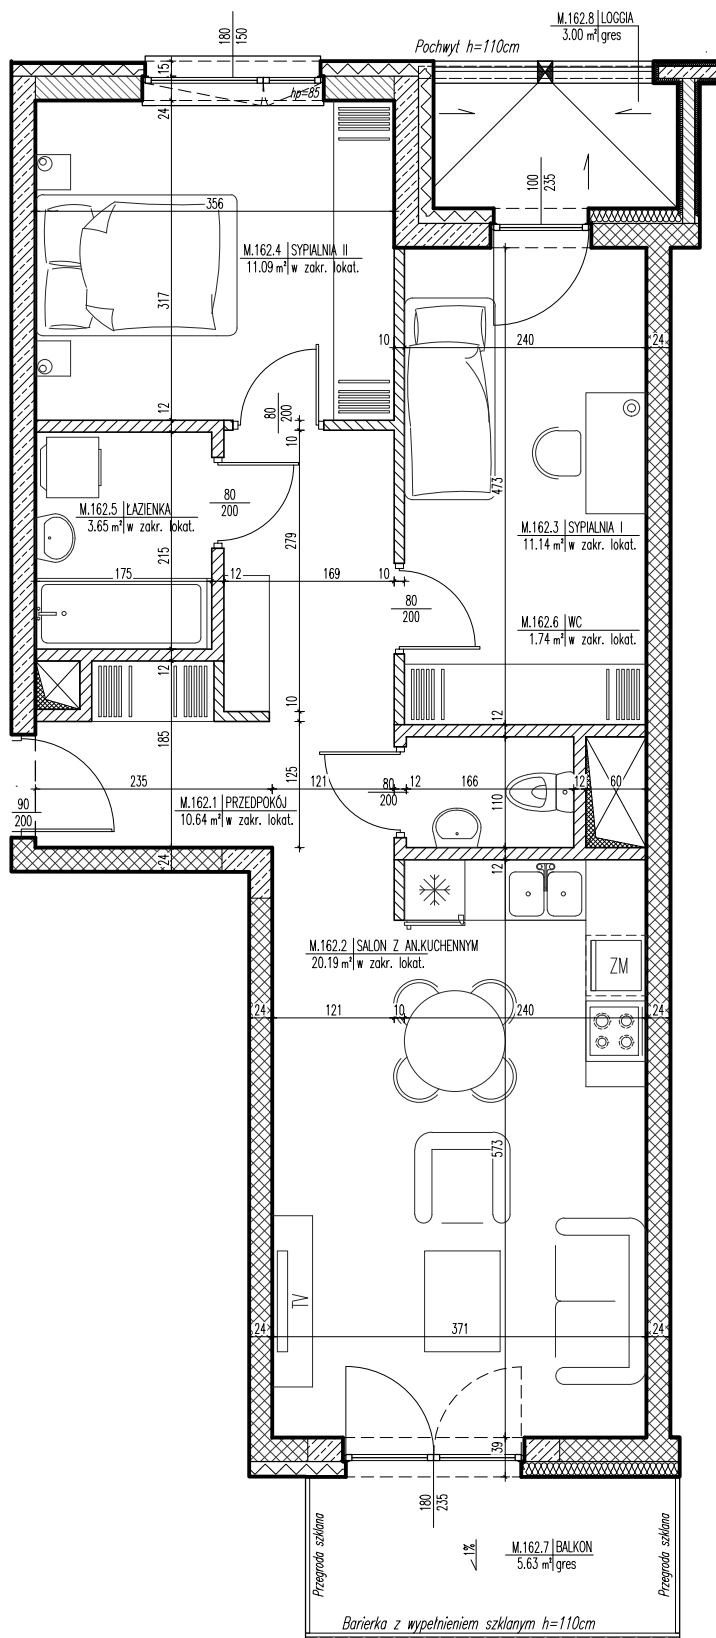 M.162.8 LOGGIA
3.00 m² gres
180
150
Pochwyt h=110cm
15
hp=85
24
100
235
356
M.162.4 SYPIALNIA II
11.09 m² w zakr. lokat.
317
10
240
24
12
80
200
10
473
80
200
M.162.5 ŁAZIENKA
3.65 m² w zakr. lokat.
215
279
M.162.3 SYPIALNIA I
11.14 m² w zakr. lokat.
175
12
169
10
80
200
M.162.6 WC
1.74 m² w zakr. lokat.
12
10
12
185
125
235
121
80
200
12
166
12
60
110
90
200
M.162.1 PRZEDPOKÓJ
10.64 m² w zakr. lokat.
24
12
M.162.2 SALON Z AN.KUCHENNYM
20.19 m² w zakr. lokat.
ZM
24
121
10
240
24
573
TV
24
371
24
39
180
235
Przegroda szklana
1%
M.162.7 BALKON
5.63 m² gres
Przegroda szklana
Barierka z wypełnieniem szklanym h=110cm